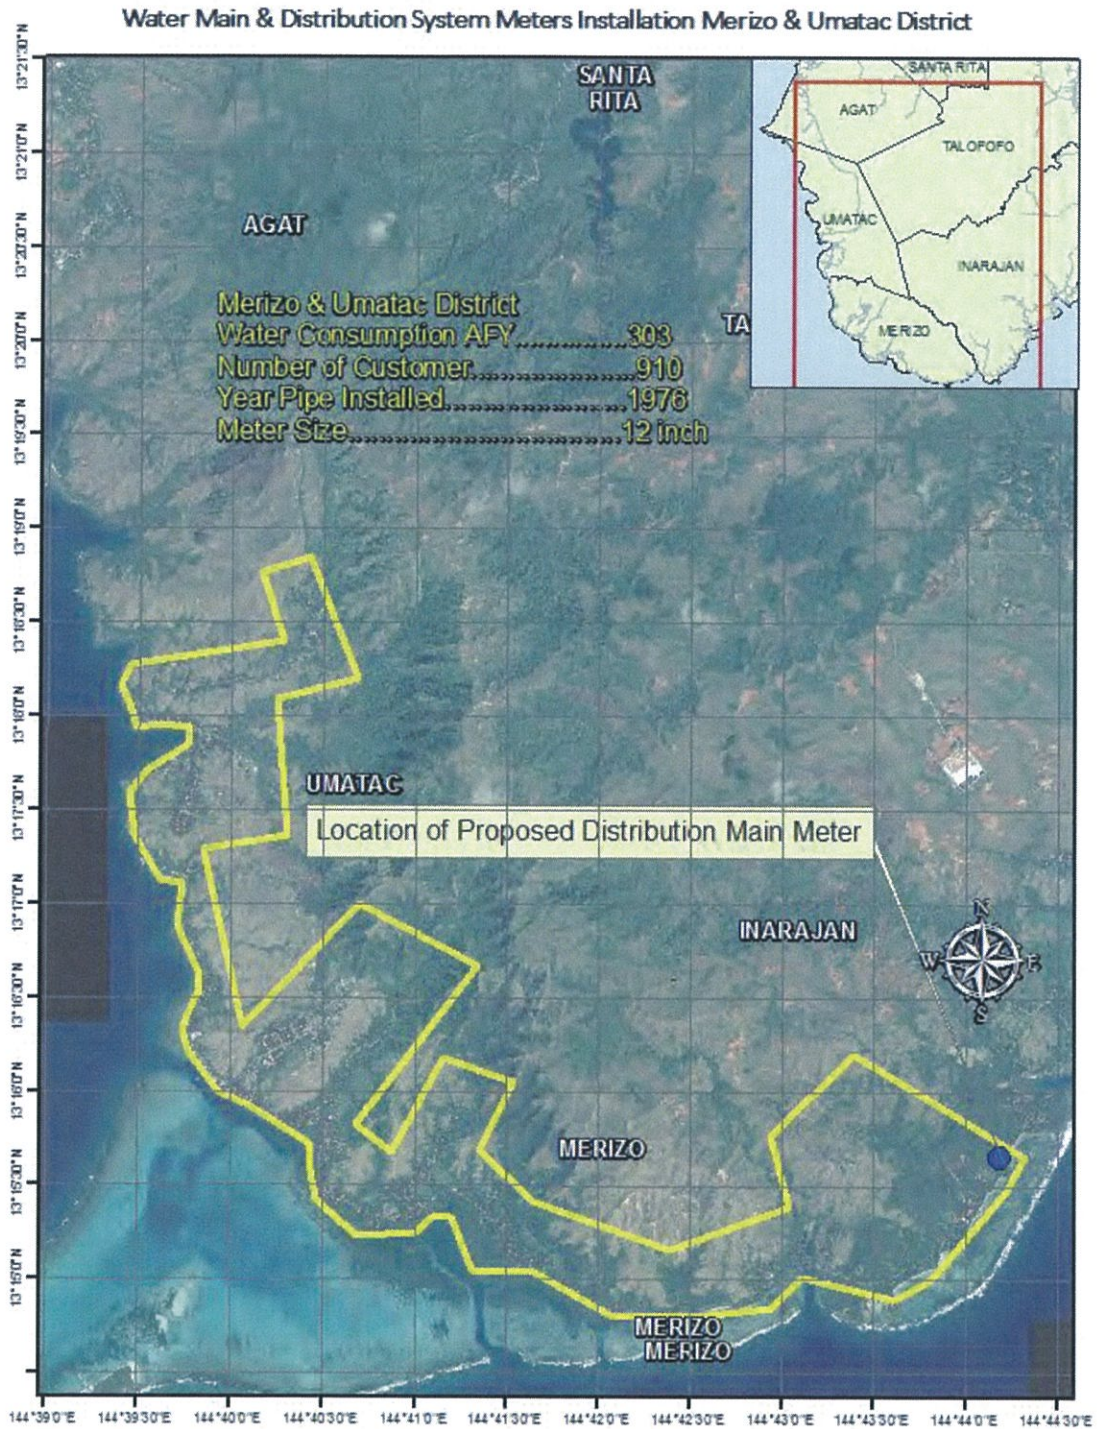 Water Main & Distribution System Meters Installation Merizo & Umatac District
SANTA
RITA
AGAT
TA
Merizo & Umatac District
Water Consumption AFY............303
Number of Customer..................910
Year Pipe Installed....................1976
Meter Size..............................12 inch
SANTA RITA
AGAT
TALOFOFO
UMATAC
INARAJAN
MERIZO
UMATAC
Location of Proposed Distribution Main Meter
INARAJAN
N
W E
S
MERIZO
MERIZO
MERIZO
13°21'30"N
13°21'0"N
13°20'30"N
13°20'0"N
13°19'0"N
13°18'30"N
13°18'0"N
13°17'30"N
13°17'0"N
13°16'0"N
13°15'30"N
13°15'0"N
144°39'0"E 144°39'30"E 144°40'0"E 144°40'30"E 144°41'0"E 144°41'30"E 144°42'0"E 144°42'30"E 144°43'0"E 144°43'30"E 144°44'0"E 144°44'30"E